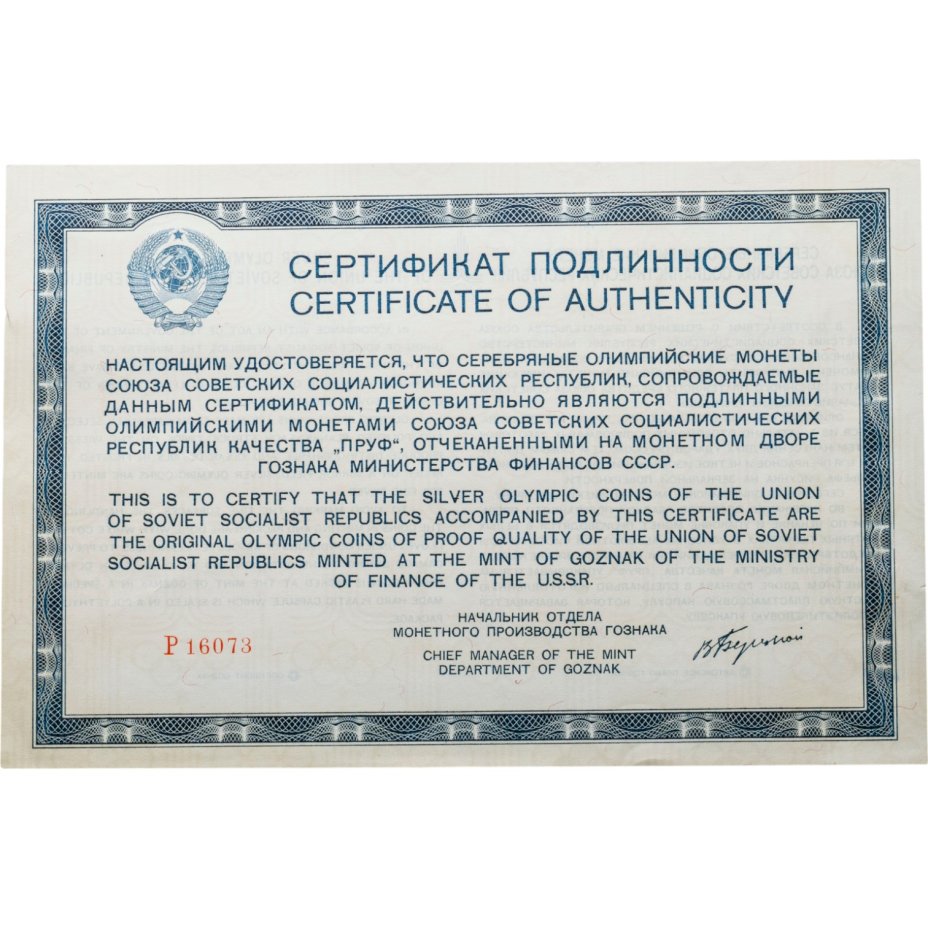 СЕРТИФИКАТ ПОДЛИННОСТИ
CERTIFICATE OF AUTHENTICITY
НАСТОЯЩИМ УДОСТОВЕРЯЕТСЯ, ЧТО СЕРЕБРЯНЫЕ ОЛИМПИЙСКИЕ МОНЕТЫ
СОЮЗА СОВЕТСКИХ СОЦИАЛИСТИЧЕСКИХ РЕСПУБЛИК, СОПРОВОЖДАЕМЫЕ
ДАННЫМ СЕРТИФИКАТОМ, ДЕЙСТВИТЕЛЬНО ЯВЛЯЮТСЯ ПОДЛИННЫМИ
ОЛИМПИЙСКИМИ МОНЕТАМИ СОЮЗА СОВЕТСКИХ СОЦИАЛИСТИЧЕСКИХ
РЕСПУБЛИК КАЧЕСТВА „ПРУФ“, ОТЧЕКАНЕННЫМИ НА МОНЕТНОМ ДВОРЕ
ГОЗНАКА МИНИСТЕРСТВА ФИНАНСОВ СССР.
THIS IS TO CERTIFY THAT THE SILVER OLYMPIC COINS OF THE UNION
OF SOVIET SOCIALIST REPUBLICS ACCOMPANIED BY THIS CERTIFICATE ARE
THE ORIGINAL OLYMPIC COINS OF PROOF QUALITY OF THE UNION OF SOVIET
SOCIALIST REPUBLICS MINTED AT THE MINT OF GOZNAK OF THE MINISTRY
OF FINANCE OF THE U.S.S.R.
НАЧАЛЬНИК ОТДЕЛА
МОНЕТНОГО ПРОИЗВОДСТВА ГОЗНАКА
Р 16073
CHIEF MANAGER OF THE MINT
DEPARTMENT OF GOZNAK